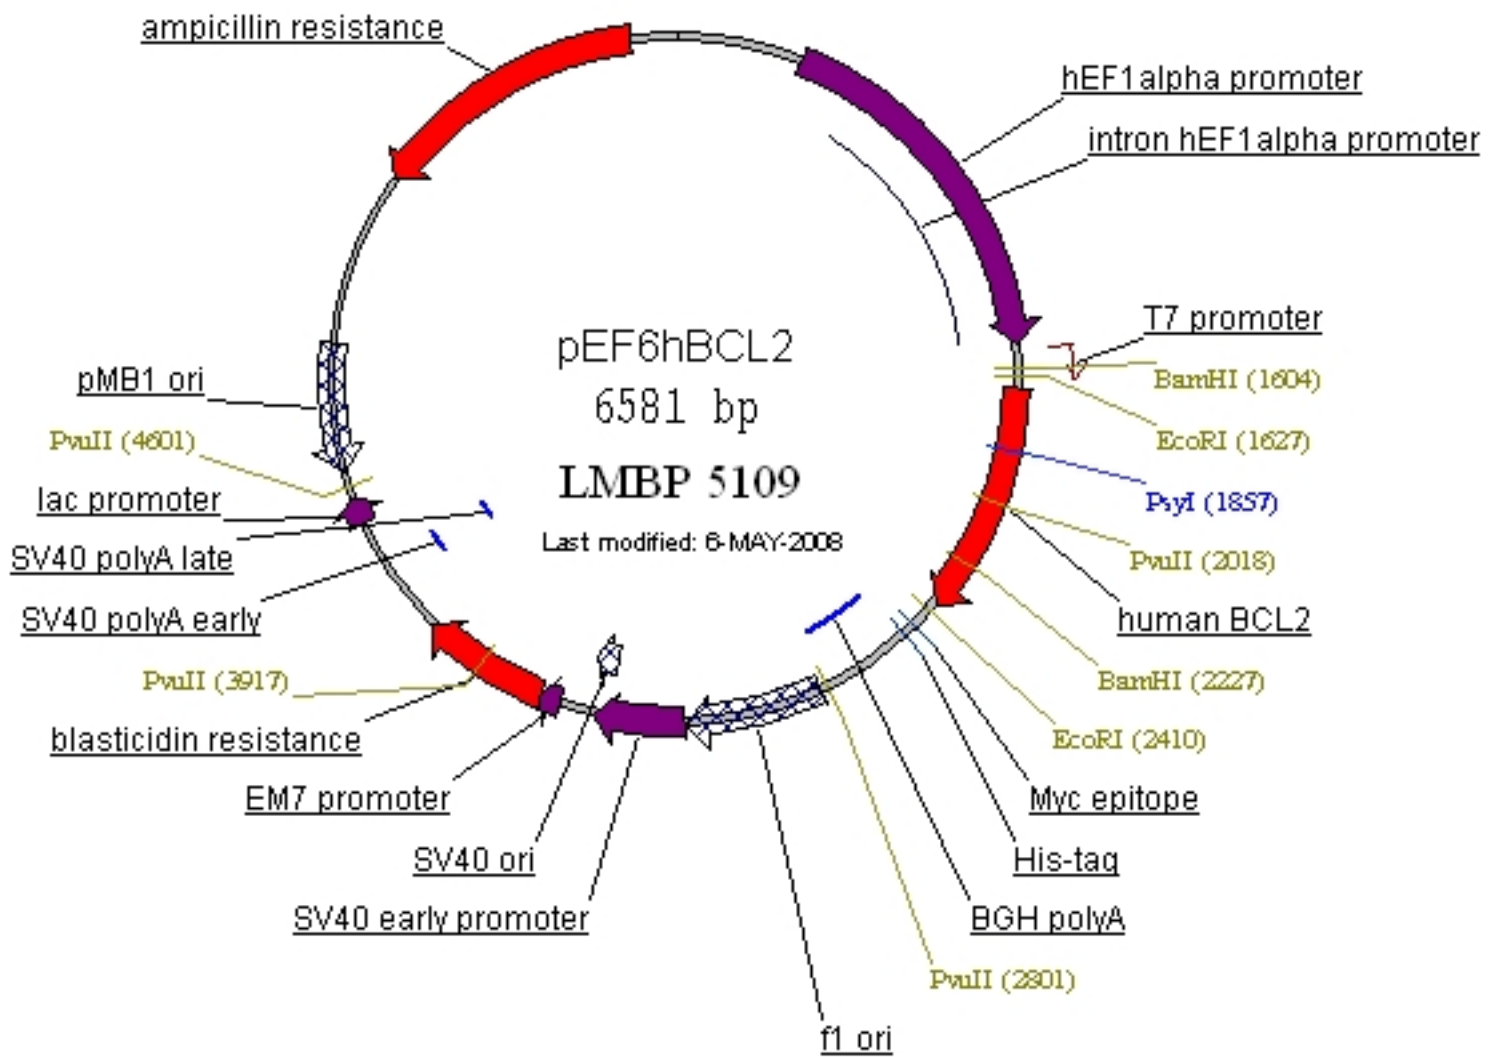 ampicillin resistance
hEF1alpha promoter
intron hEF1alpha promoter
T7 promoter
BamHI (1604)
EcoRI (1627)
PsyI (1857)
PvuII (2018)
human BCL2
BamHI (2227)
EcoRI (2410)
Myc epitope
His-tag
BGH polyA
PvuII (2801)
f1 ori
SV40 early promoter
SV40 ori
EM7 promoter
blasticidin resistance
PvuII (3917)
SV40 polyA early
SV40 polyA late
lac promoter
PvuII (4601)
pMB1 ori
pEF6hBCL2
6581 bp
LMBP 5109
Last modified: 6-MAY-2008